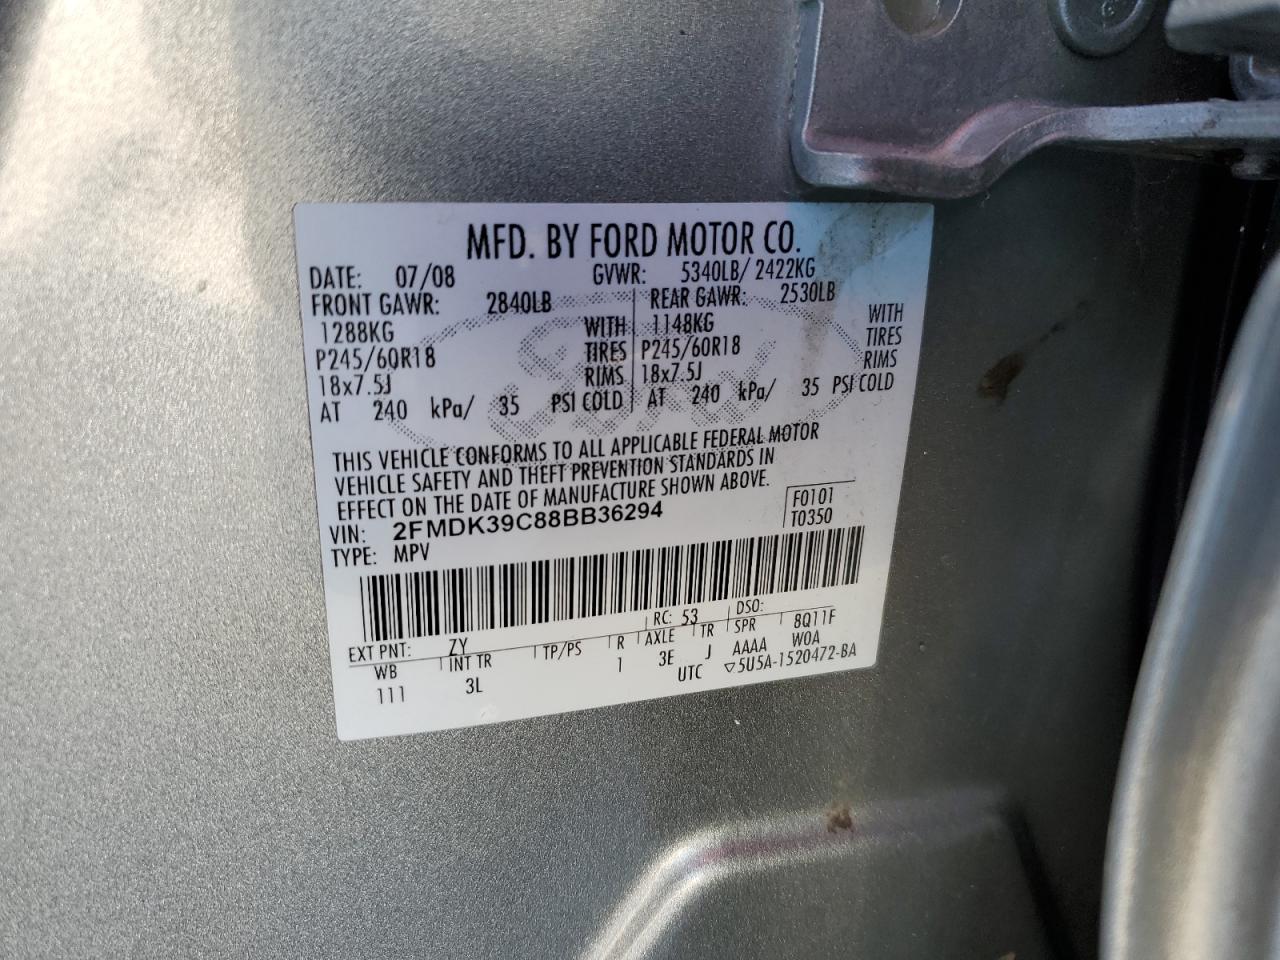 MFD. BY FORD MOTOR CO.
DATE: 07/08 GVWR: 5340LB/ 2422KG
FRONT GAWR: 2840LB REAR GAWR: 2530LB
1288KG WITH 1148KG WITH
P245/60R18 TIRES P245/60R18 TIRES
18x7.5J RIMS 18x7.5J RIMS
AT 240 kPa/ 35 PSI COLD AT 240 kPa/ 35 PSI COLD
THIS VEHICLE CONFORMS TO ALL APPLICABLE FEDERAL MOTOR
VEHICLE SAFETY AND THEFT PREVENTION STANDARDS IN
EFFECT ON THE DATE OF MANUFACTURE SHOWN ABOVE.
VIN: 2FMDK39C88BB36294 F0101
TYPE: MPV T0350
EXT PNT: ZY RC: 53 DSO:
WB INT TR TP/PS R AXLE TR SPR 8Q11F
111 3L 1 3E J AAAA W0A
UTC ▽5U5A-1520472-BA